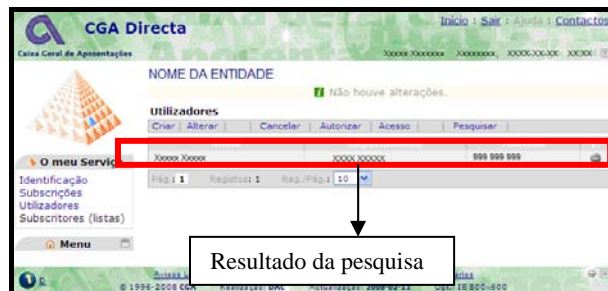 CGA Directa
Início : Sair : Ajuda : Contactos
Caixa Geral de Aposentações
Xxxxx Xxxxxxx Xxxxxxxx, XXXX-XX-XX XX:XX
NOME DA ENTIDADE
Não houve alterações.
Utilizadores
Criar | Alterar | Cancelar | Autorizar | Acesso | Pesquisar |
O meu Serviç
Xxxxx Xxxxx XXXX XXXXX 999 999 999
Identificação
Pág.: 1 Registos: 1 Reg./Pág.: 10
Subscrições
Utilizadores
Subscritores (listas)
Menu
Resultado da pesquisa
© 1996-2008 CGA
800x600